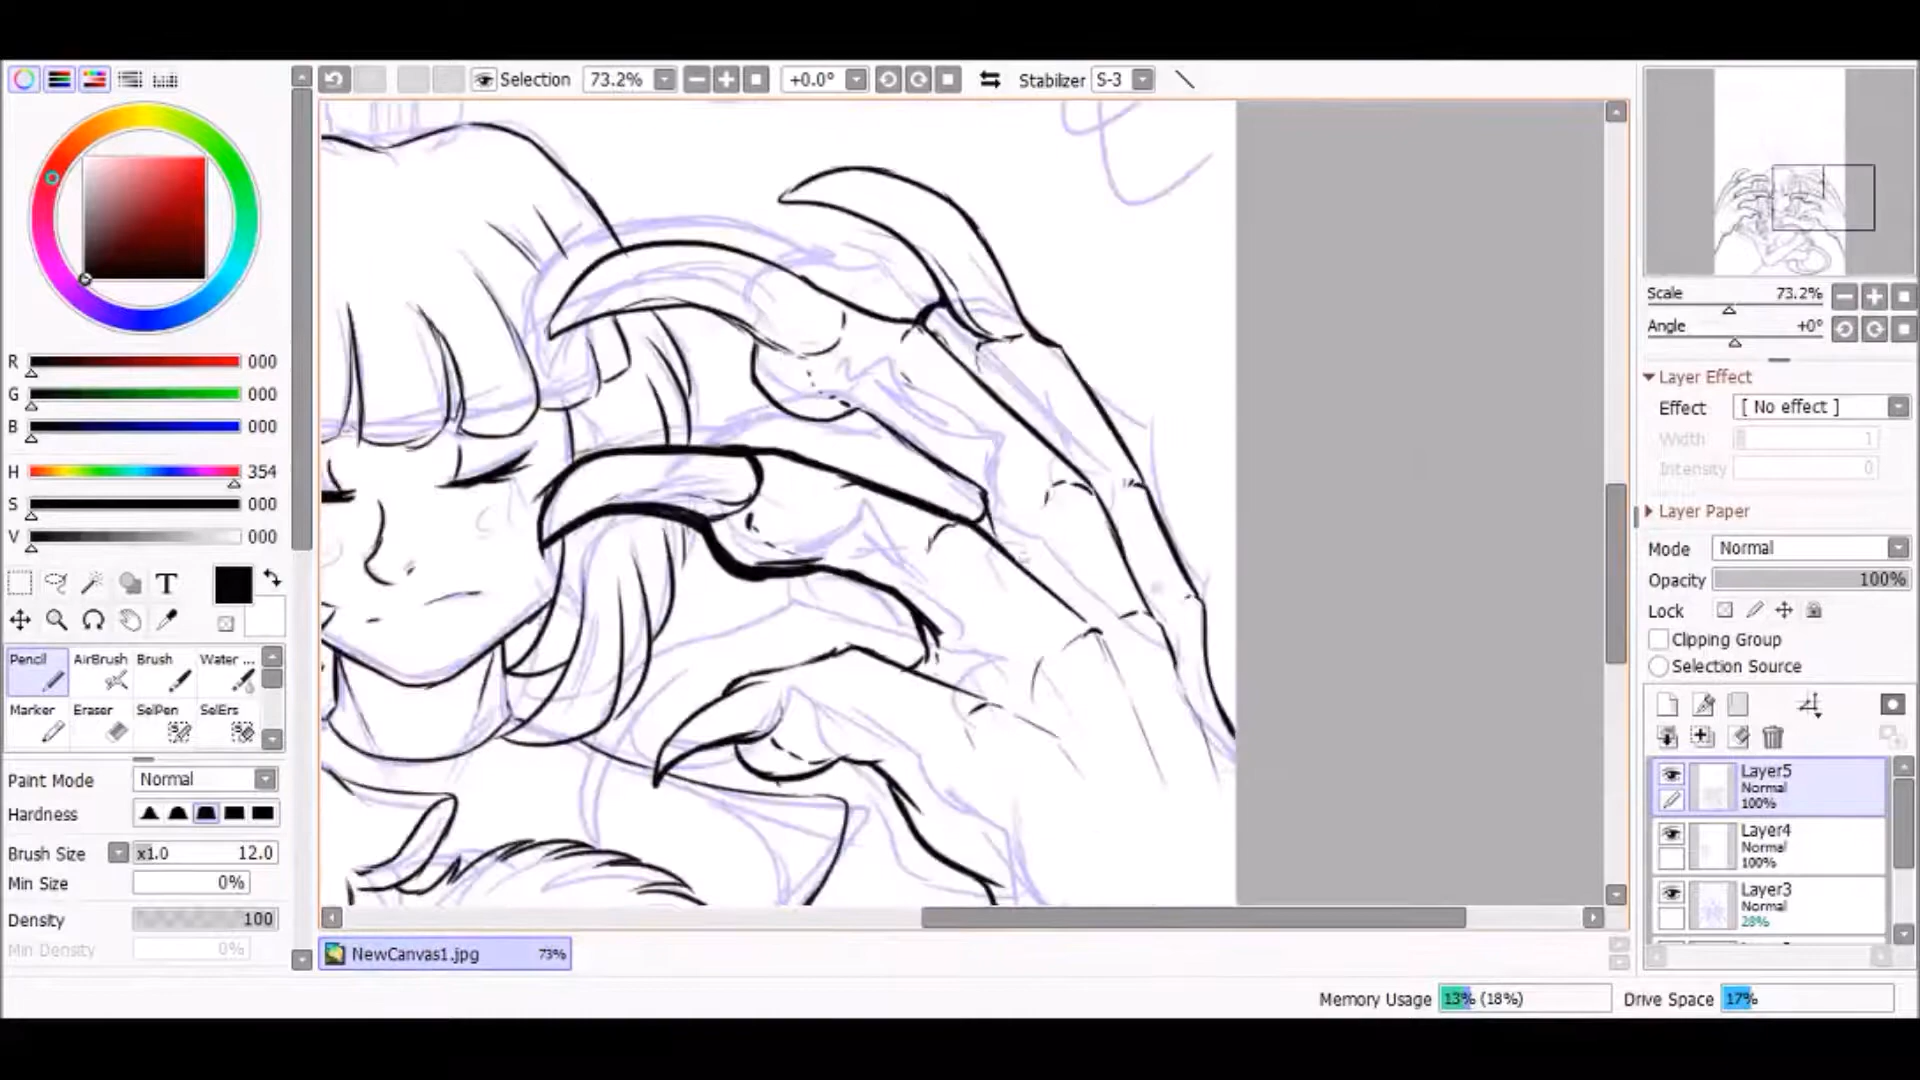 Selection 73.2% +0.0° Stabilizer S-3
R 000
G 000
B 000
H 354
S 000
V 000
T
Pencil AirBrush Brush Water ...
Marker Eraser SelPen SelErs
Paint Mode Normal
Hardness
Brush Size x1.0 12.0
Min Size 0%
Density 100
Min Density 0%
NewCanvas1.jpg 73%
Scale 73.2%
Angle +0°
Layer Effect
Effect [ No effect ]
Width 1
Intensity 0
Layer Paper
Mode Normal
Opacity 100%
Lock
Clipping Group
Selection Source
Layer5
Normal
100%
Layer4
Normal
100%
Layer3
Normal
28%
Memory Usage 13% (18%) Drive Space 17%